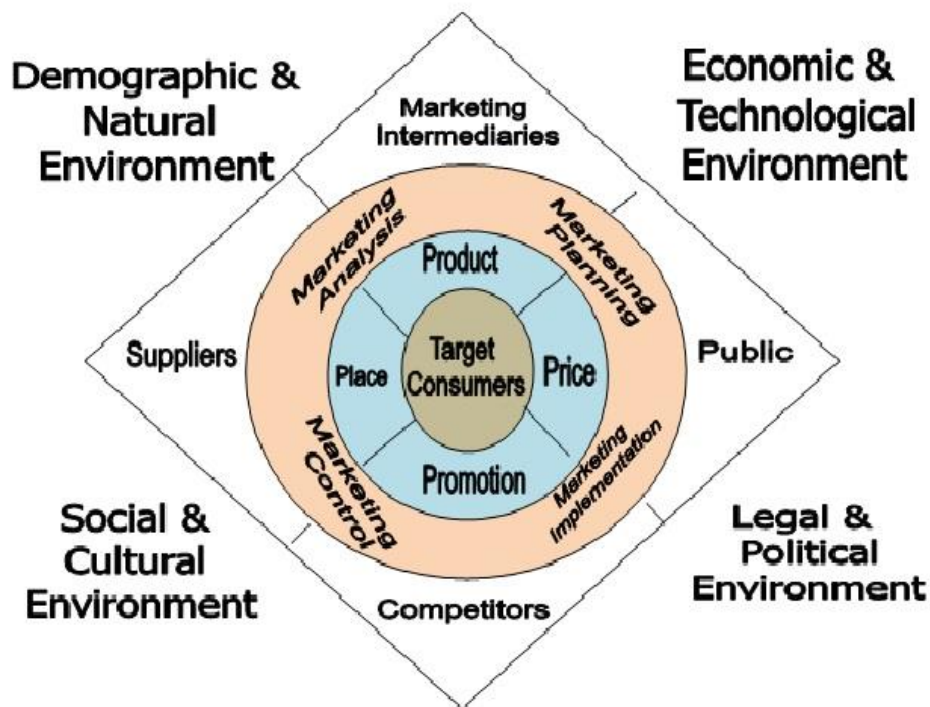 Demographic &
Natural
Environment
Economic &
Technological
Environment
Marketing
Intermediaries
Marketing
Analysis
Marketing
Planning
Product
Suppliers
Place
Target
Consumers
Price
Public
Promotion
Marketing
Control
Marketing
Implementation
Social &
Cultural
Environment
Legal &
Political
Environment
Competitors